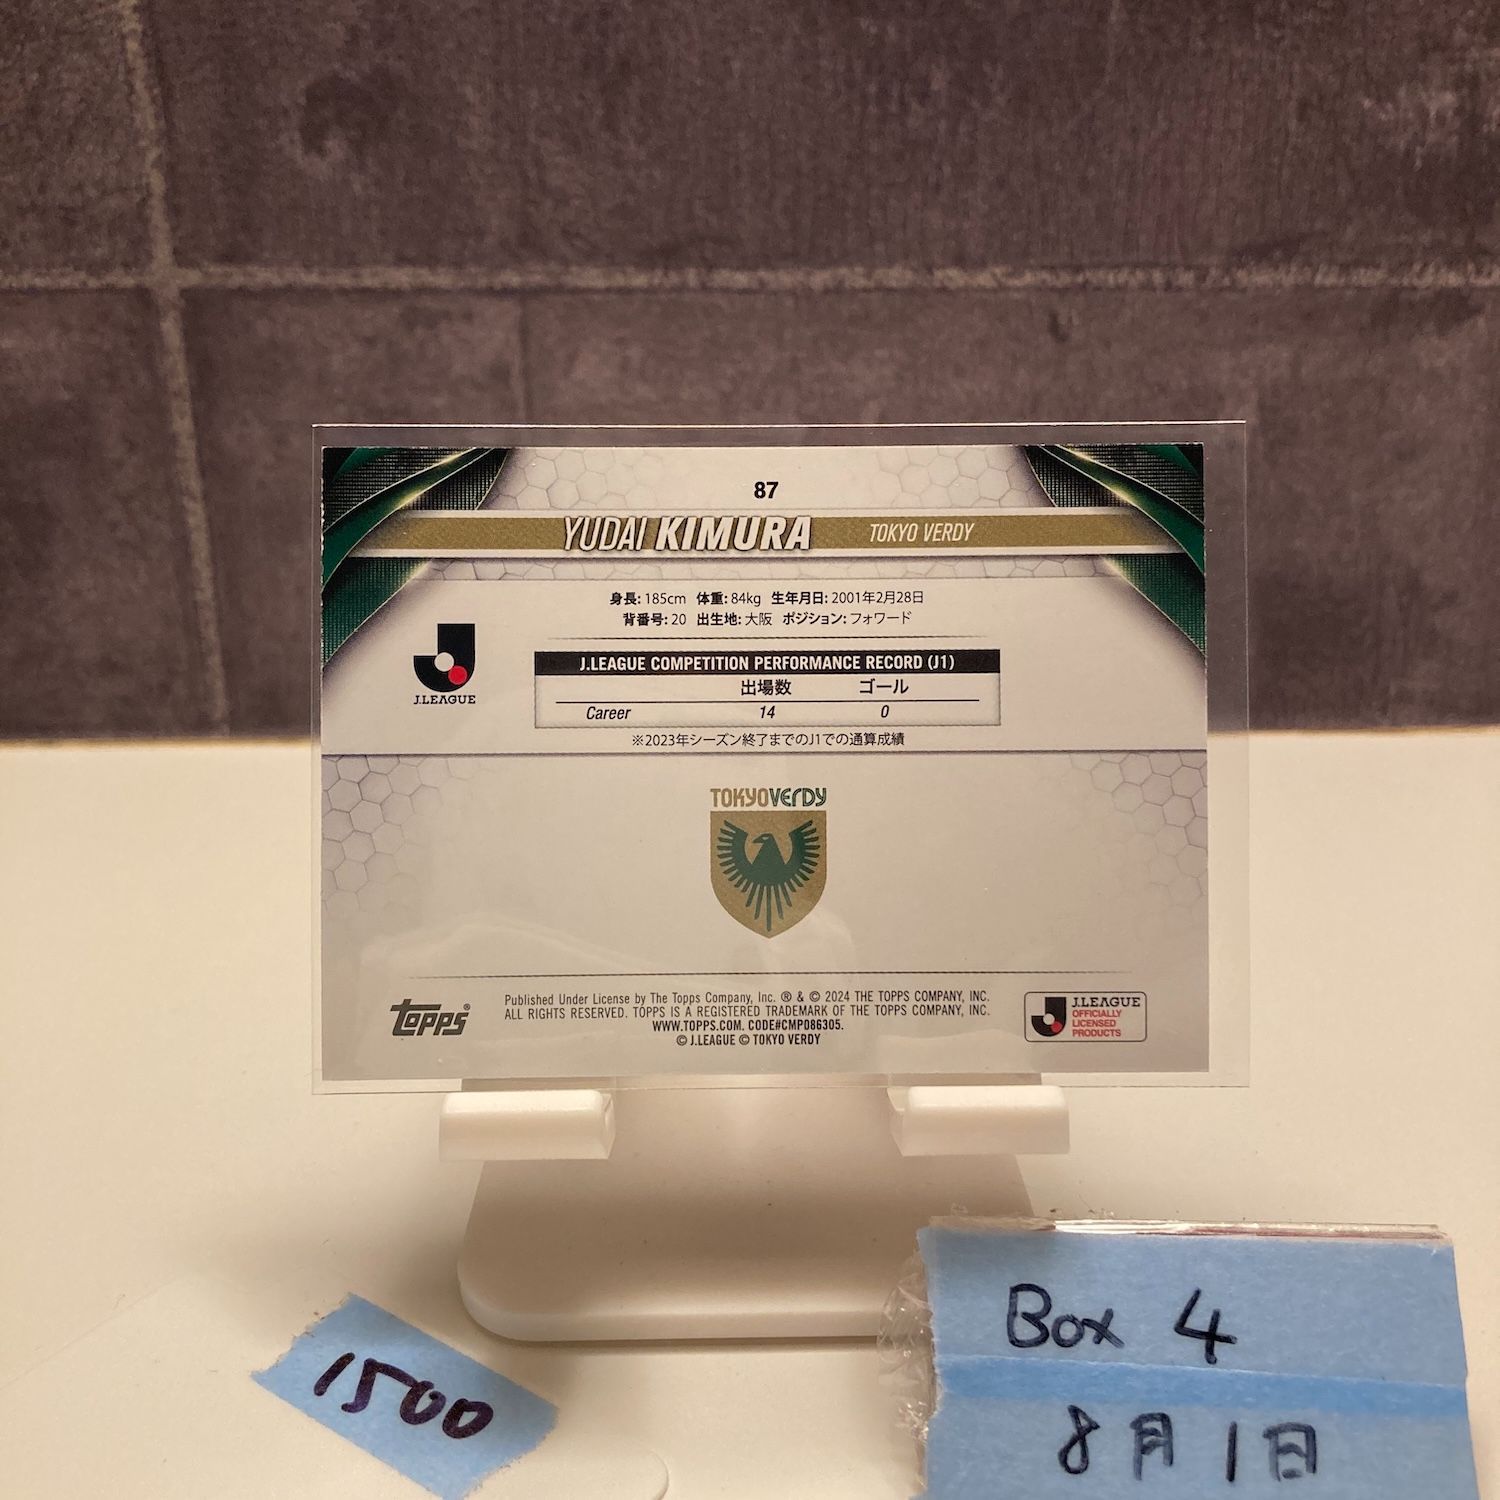 87
YUDAI KIMURA TOKYO VERDY
身長: 185cm 体重: 84kg 生年月日: 2001年2月28日
背番号: 20 出生地: 大阪 ポジション: フォワード
J.LEAGUE
J.LEAGUE COMPETITION PERFORMANCE RECORD (J1)
出場数 ゴール
Career 14 0
※2023年シーズン終了までのJ1での通算成績
TOKYO VERDY
Topps®
Published Under License by The Topps Company, Inc. ® & © 2024 THE TOPPS COMPANY, INC.
ALL RIGHTS RESERVED. TOPPS IS A REGISTERED TRADEMARK OF THE TOPPS COMPANY, INC.
WWW.TOPPS.COM. CODE#CMP086305.
© J.LEAGUE © TOKYO VERDY
J.LEAGUE
OFFICIALLY
LICENSED
PRODUCTS
1500
Box 4
8月1日